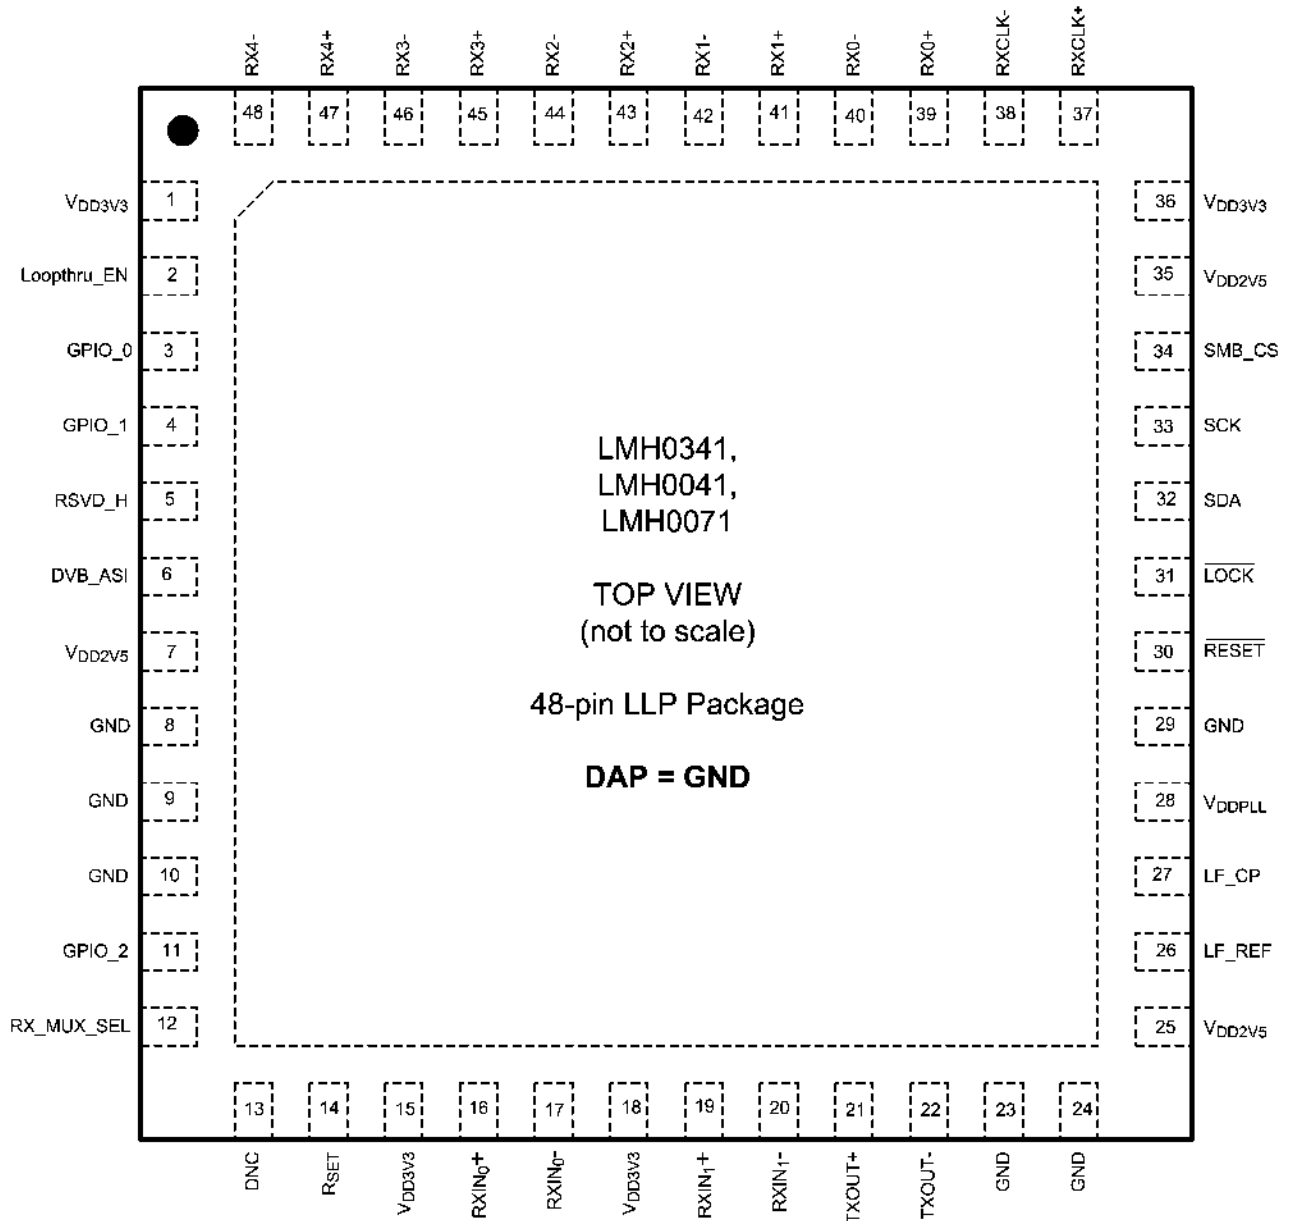 RX4-
RX4+
RX3-
RX3+
RX2-
RX2+
RX1-
RX1+
RX0-
RX0+
RXCLK-
RXCLK+
48
47
46
45
44
43
42
41
40
39
38
37
VDD3V3 1
Loopthru_EN 2
GPIO_0 3
GPIO_1 4
RSVD_H 5
DVB_ASI 6
VDD2V5 7
GND 8
GND 9
GND 10
GPIO_2 11
RX_MUX_SEL 12
LMH0341,
LMH0041,
LMH0071
TOP VIEW
(not to scale)
48-pin LLP Package
DAP = GND
36 VDD3V3
35 VDD2V5
34 SMB_CS
33 SCK
32 SDA
31 LOCK
30 RESET
29 GND
28 VDDPLL
27 LF_CP
26 LF_REF
25 VDD2V5
13
14
15
16
17
18
19
20
21
22
23
24
DNC
RSET
VDD3V3
RXIN0+
RXIN0-
VDD3V3
RXIN1+
RXIN1-
TXOUT+
TXOUT-
GND
GND